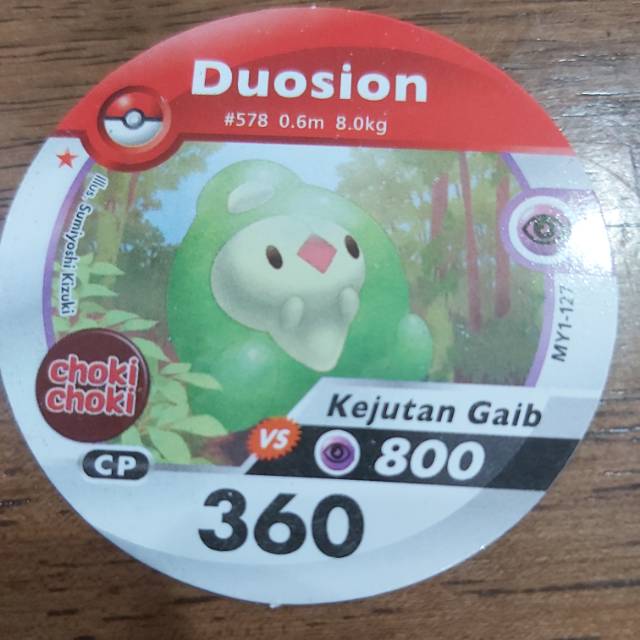 Duosion
#578 0.6m 8.0kg
Illus. Sumiyoshi Kizuki
MY1-127
choki
choki
Kejutan Gaib
VS
800
CP
360